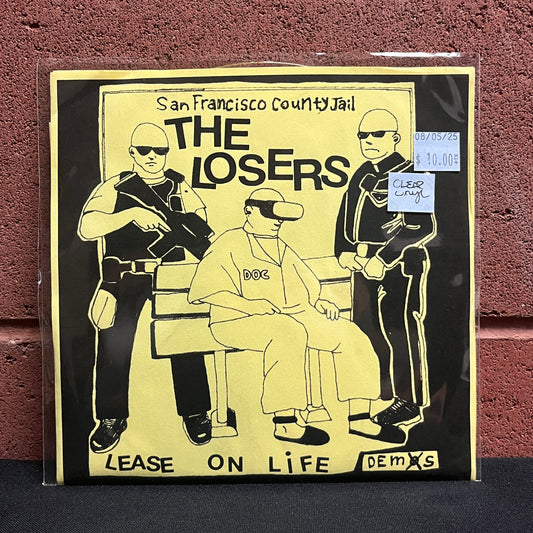 San Francisco County Jail
THE
LOSERS
08/05/25
$ 10.00
CLEAR
vinyl
DOC
LEASE ON LiFE DEMOS